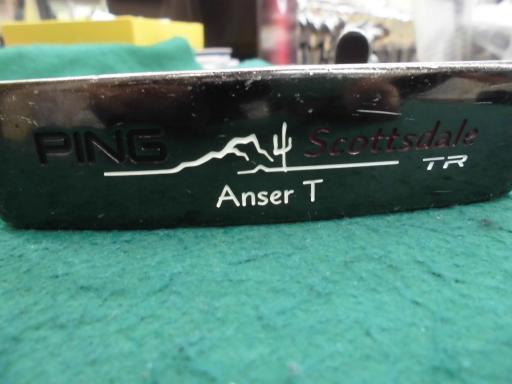 PING Scottsdale
TR
Anser T